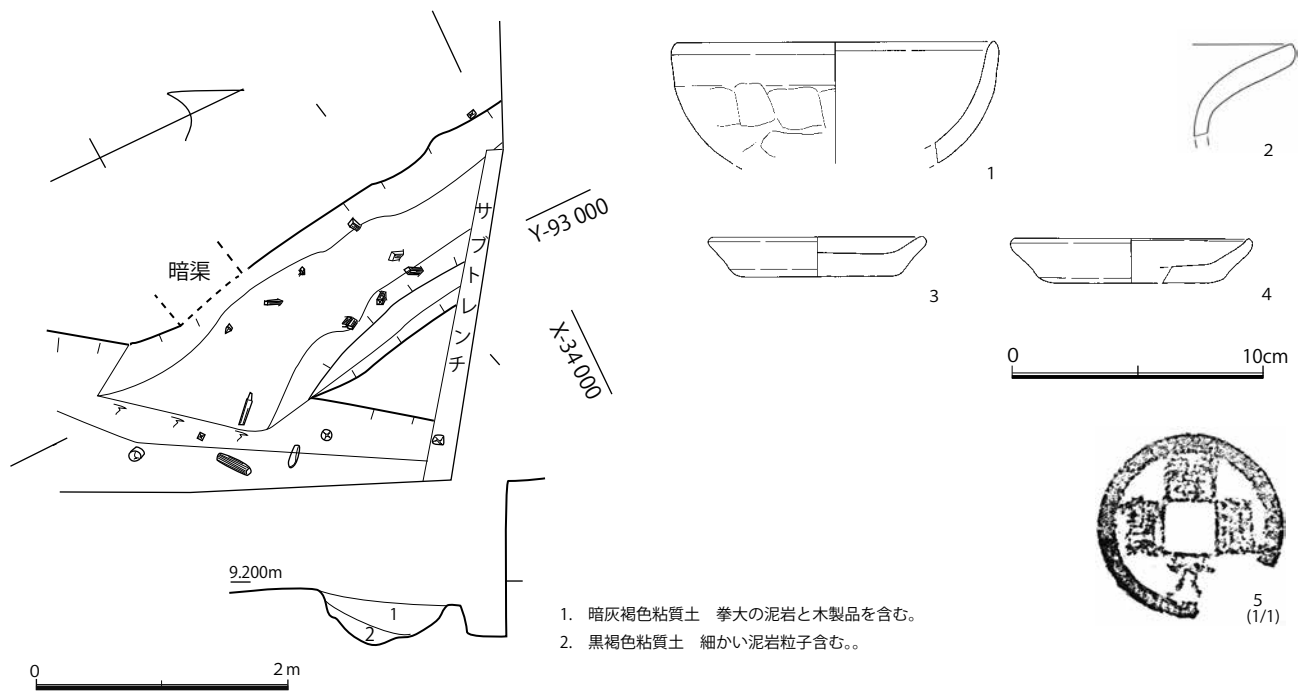 暗渠
サブトレンチ
Y-93 000
X-34 000
9.200m
1
2
0 2 m
1. 暗灰褐色粘質土 拳大の泥岩と木製品を含む。
2. 黒褐色粘質土 細かい泥岩粒子含む。。
1
2
3
4
0 10cm
5
(1/1)